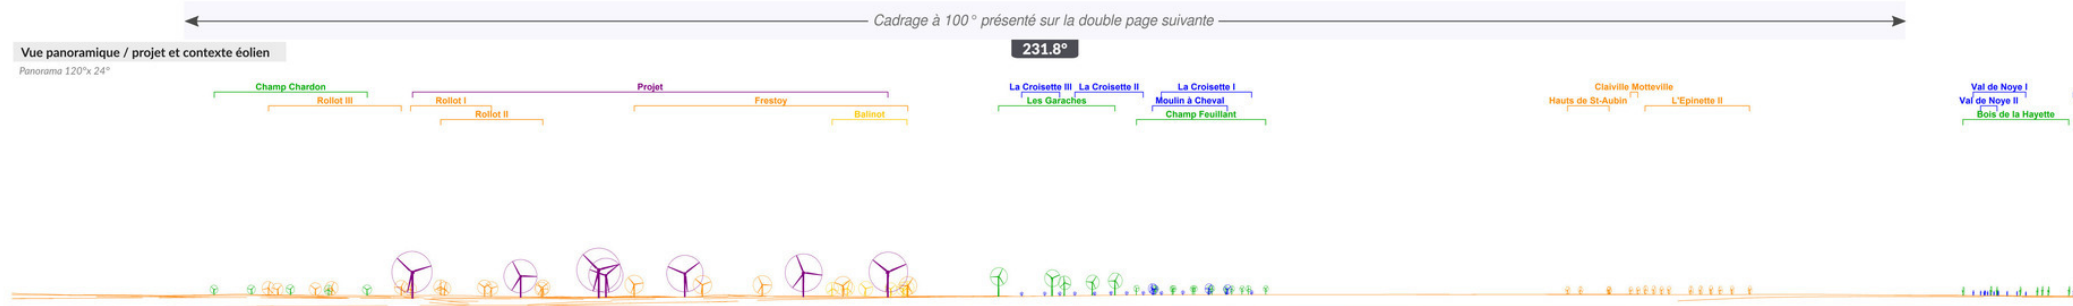 Cadrage à 100° présenté sur la double page suivante
231.8°
Vue panoramique / projet et contexte éolien
Panorama 120°x 24°
Champ Chardon
Projet
La Croisette III
La Croisette II
La Croisette I
Claiville Motteville
Val de Noye I
Rollot III
Rollot I
Frestoy
Les Garaches
Moulin à Cheval
Hauts de St-Aubin
L'Epinette II
Val de Noye II
Rollot II
Balinot
Champ Feuillant
Bois de la Hayette